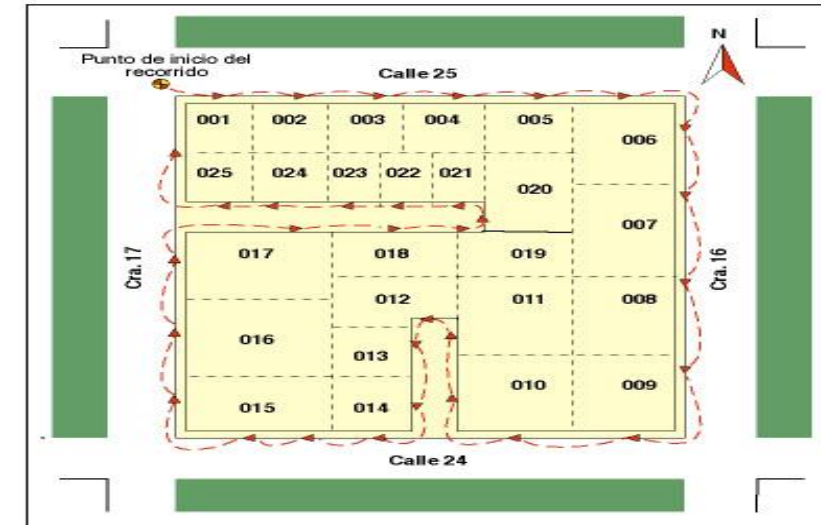 N
Punto de inicio del
recorrido
Calle 25
001 002 003 004 005
006
025 024 023 022 021
020
007
017 018 019
Cra. 17
Cra. 16
012 011 008
016
013
010 009
015 014
Calle 24